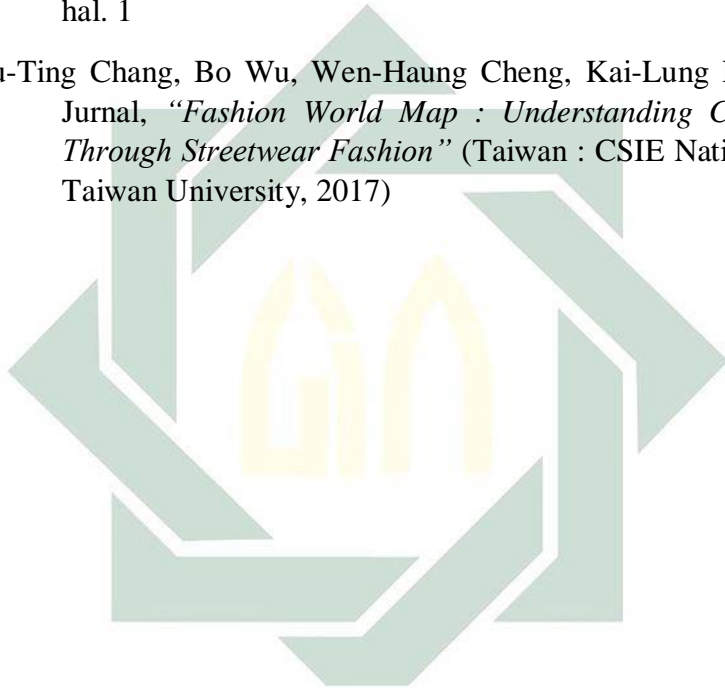 hal. 1
u-Ting Chang, Bo Wu, Wen-Haung Cheng, Kai-Lung
Jurnal, “Fashion World Map : Understanding C
Through Streetwear Fashion” (Taiwan : CSIE Nati
Taiwan University, 2017)